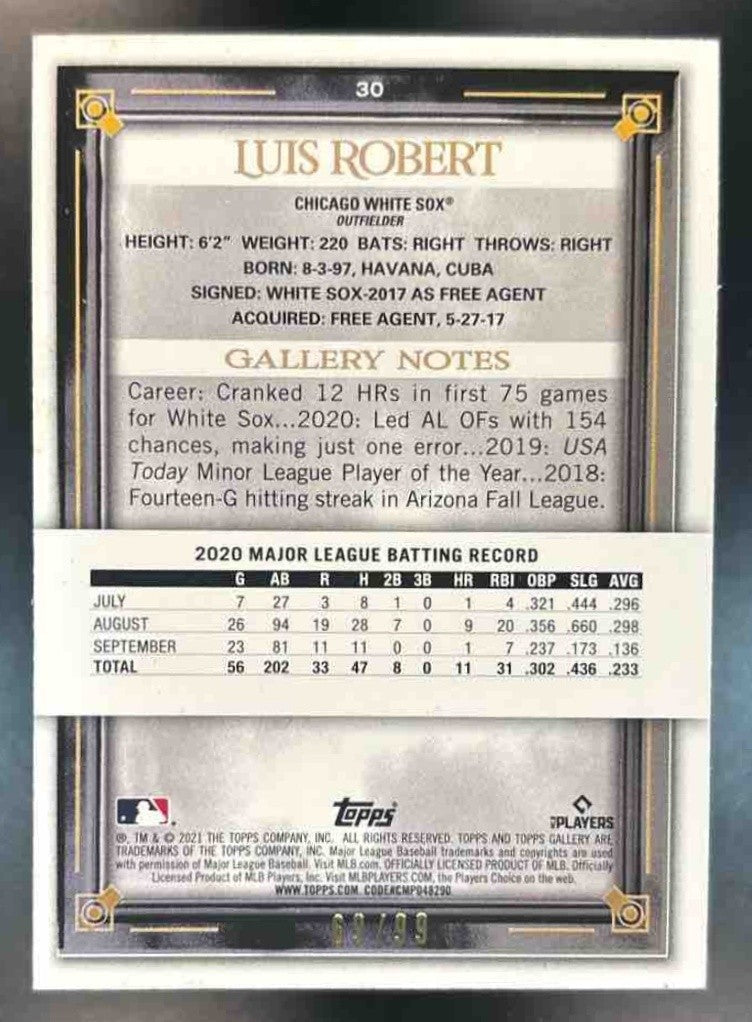 30
LUIS ROBERT
CHICAGO WHITE SOX®
OUTFIELDER
HEIGHT: 6'2" WEIGHT: 220 BATS: RIGHT THROWS: RIGHT
BORN: 8-3-97, HAVANA, CUBA
SIGNED: WHITE SOX-2017 AS FREE AGENT
ACQUIRED: FREE AGENT, 5-27-17
GALLERY NOTES
Career: Cranked 12 HRs in first 75 games
for White Sox...2020: Led AL OFs with 154
chances, making just one error...2019: USA
Today Minor League Player of the Year...2018:
Fourteen-G hitting streak in Arizona Fall League.
2020 MAJOR LEAGUE BATTING RECORD
G AB R H 2B 3B HR RBI OBP SLG AVG
JULY 7 27 3 8 1 0 1 4 .321 .444 .296
AUGUST 26 94 19 28 7 0 9 20 .356 .660 .298
SEPTEMBER 23 81 11 11 0 0 1 7 .237 .173 .136
TOTAL 56 202 33 47 8 0 11 31 .302 .436 .233
Topps
PLAYERS
®, TM & © 2021 THE TOPPS COMPANY, INC. ALL RIGHTS RESERVED. TOPPS AND TOPPS GALLERY ARE
TRADEMARKS OF THE TOPPS COMPANY, INC. Major League Baseball trademarks and copyrights are used
with permission of Major League Baseball. Visit MLB.com. OFFICIALLY LICENSED PRODUCT OF MLB. Officially
Licensed Product of MLB Players, Inc. Visit MLBPLAYERS.COM, the Players Choice on the web.
WWW.TOPPS.COM CODE#CMP048290
/99